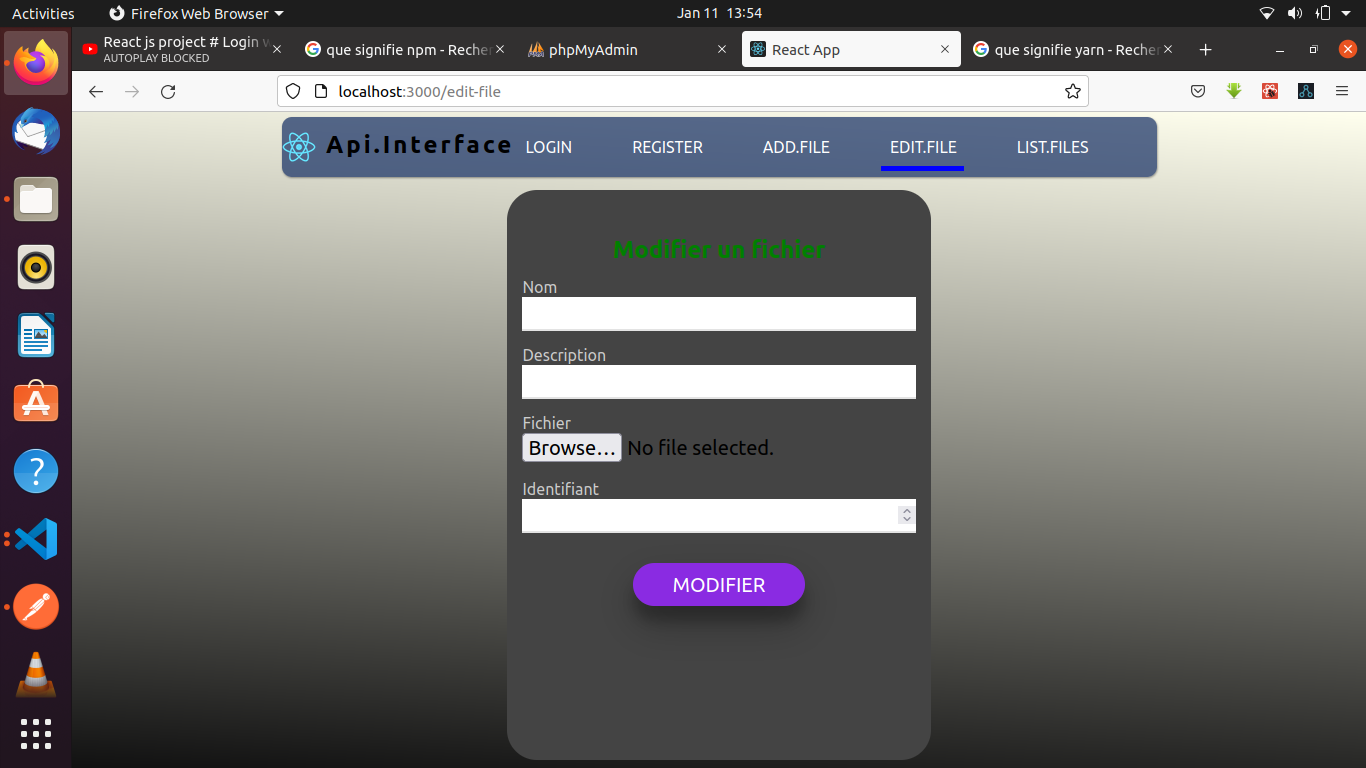 Activities Firefox Web Browser Jan 11 13:54
React js project # Login
AUTOPLAY BLOCKED
que signifie npm - Recher
phpMyAdmin
React App
que signifie yarn - Recher
localhost:3000/edit-file
Api.Interface LOGIN REGISTER ADD.FILE EDIT.FILE LIST.FILES
Modifier un fichier
Nom
Description
Fichier
Browse... No file selected.
Identifiant
MODIFIER